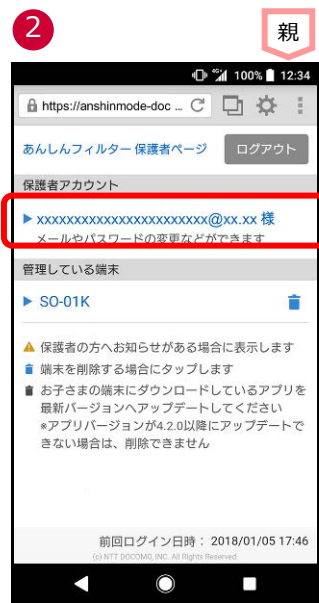 2
親
4G 100% 12:34
https://anshinmode-doc ...
あんしんフィルター 保護者ページ
ログアウト
保護者アカウント
xxxxxxxxxxxxxxxxxxxxxxx@xx.xx 様
メールやパスワードの変更などができます
管理している端末
SO-01K
保護者の方へお知らせがある場合に表示します
端末を削除する場合にタップします
お子さまの端末にダウンロードしているアプリを
最新バージョンへアップデートしてください
※アプリバージョンが4.2.0以降にアップデートで
きない場合は、削除できません
前回ログイン日時： 2018/01/05 17:46
(c) NTT DOCOMO, INC. All Rights Reserved.